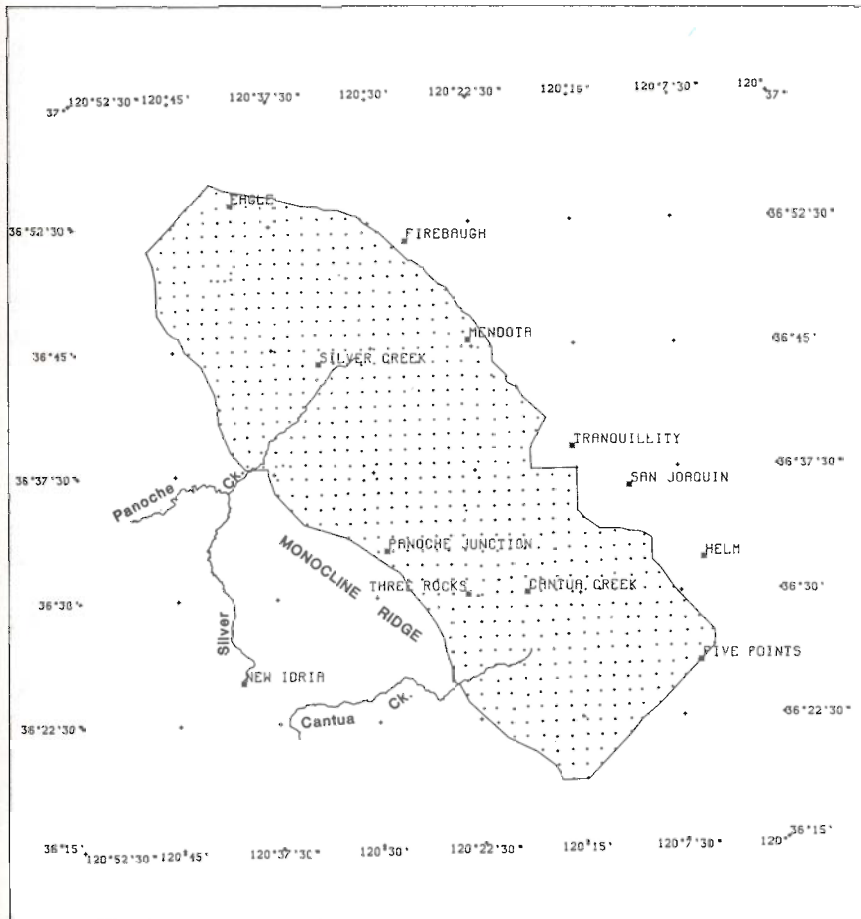 37° 120°52'30" 120°45' 120°37'30" 120°30' 120°22'30" 120°15" 120°7'30" 120° 37°
EAGLE
36°52'30" 36°52'30"
FIREBAUGH
MENDOTA
36°45' 36°45'
SILVER CREEK
TRANQUILLITY
36°37'30" 36°37'30"
SAN JOAQUIN
Panoche Ck.
PANOCHE JUNCTION
HELM
MONOCLINE RIDGE
THREE ROCKS
CANTUA CREEK
36°30' 36°30'
Silver
FIVE POINTS
NEW IDRIA
Cantua Ck.
36°22'30" 36°22'30"
36°15' 120°52'30" 120°45' 120°37'30" 120°30' 120°22'30" 120°15' 120°7'30" 120° 36°15'